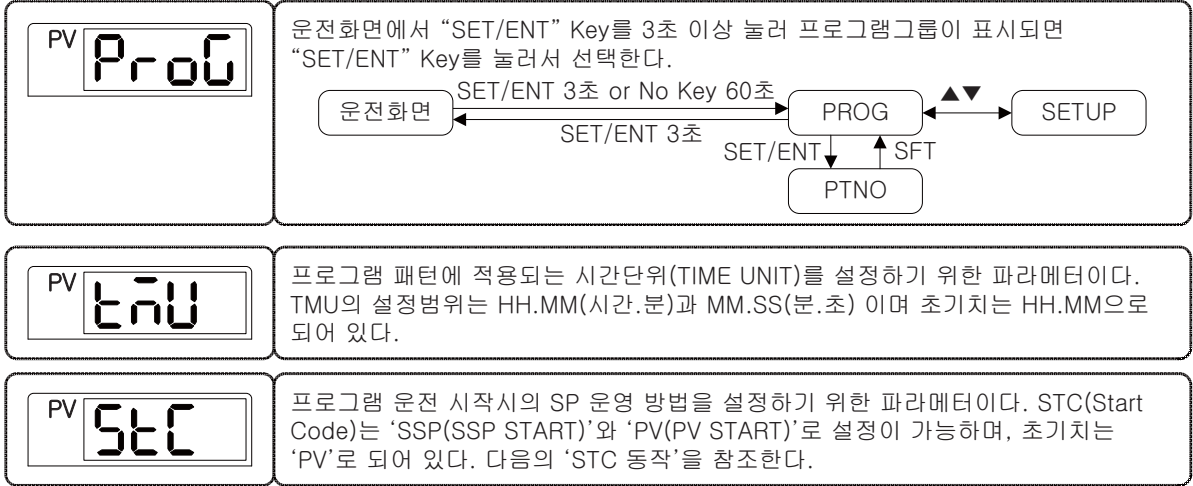 PV ProG
운전화면에서 “SET/ENT” Key를 3초 이상 눌러 프로그램그룹이 표시되면
“SET/ENT” Key를 눌러서 선택한다.
운전화면
SET/ENT 3초 or No Key 60초
SET/ENT 3초
PROG
▲▼
SETUP
SET/ENT
SFT
PTNO
PV tMU
프로그램 패턴에 적용되는 시간단위(TIME UNIT)를 설정하기 위한 파라메터이다.
TMU의 설정범위는 HH.MM(시간.분)과 MM.SS(분.초) 이며 초기치는 HH.MM으로
되어 있다.
PV StC
프로그램 운전 시작시의 SP 운영 방법을 설정하기 위한 파라메터이다. STC(Start
Code)는 ‘SSP(SSP START)’와 ‘PV(PV START)’로 설정이 가능하며, 초기치는
‘PV’로 되어 있다. 다음의 ‘STC 동작’을 참조한다.